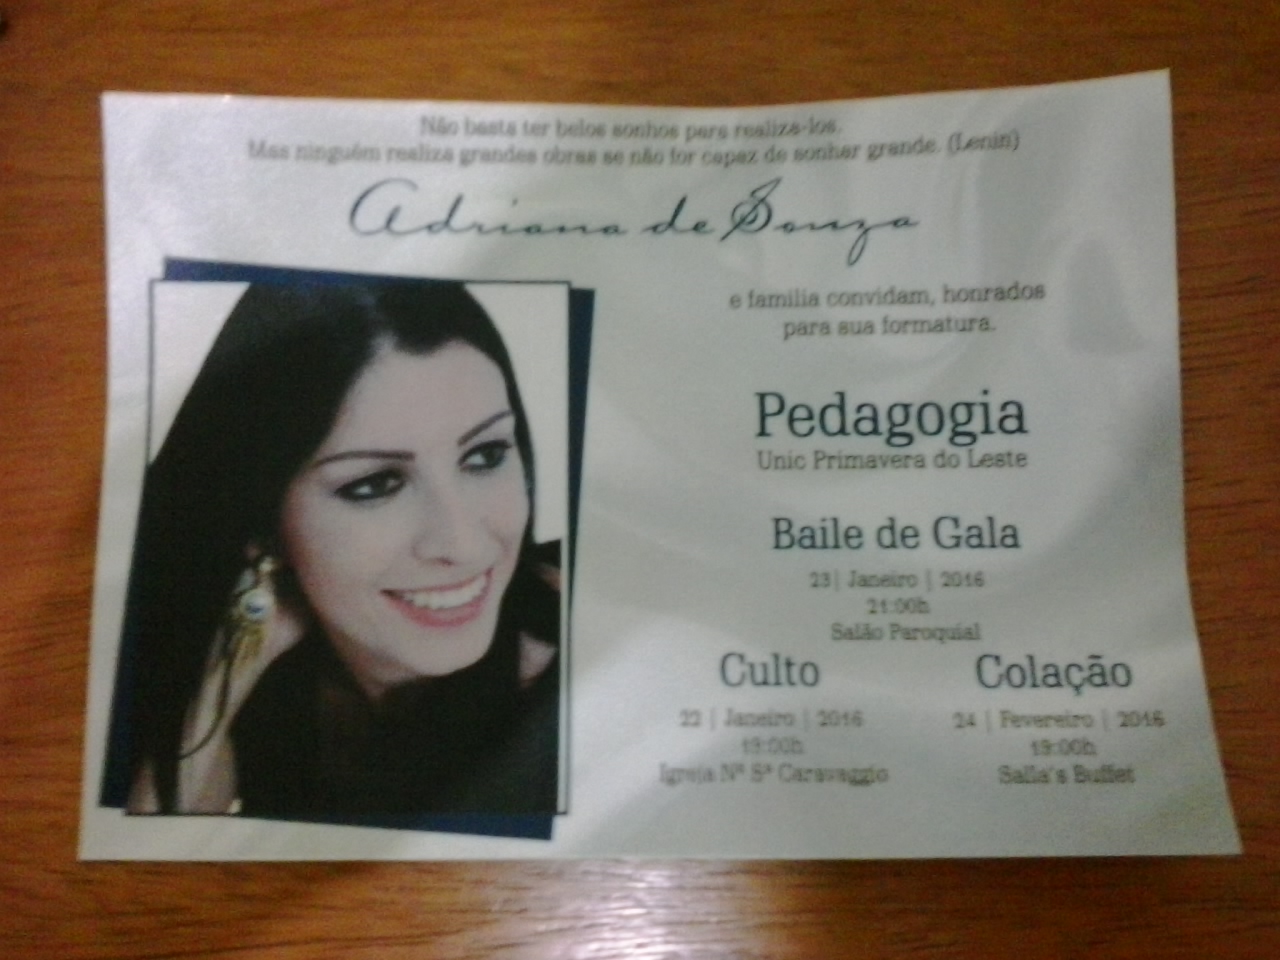 Não basta ter belos sonhos para realiza-los.
Mas ninguém realiza grandes obras se não for capaz de sonhar grande. (Lenin)
Adriana de Souza
e familia convidam, honrados
para sua formatura.
Pedagogia
Unic Primavera do Leste
Baile de Gala
23| Janeiro | 2016
21:00h
Salão Paroquial
Culto
22 | Janeiro | 2016
19:00h
Igreja Nª Sª Caravaggio
Colação
24 | Fevereiro | 2016
19:00h
Salla's Buffet